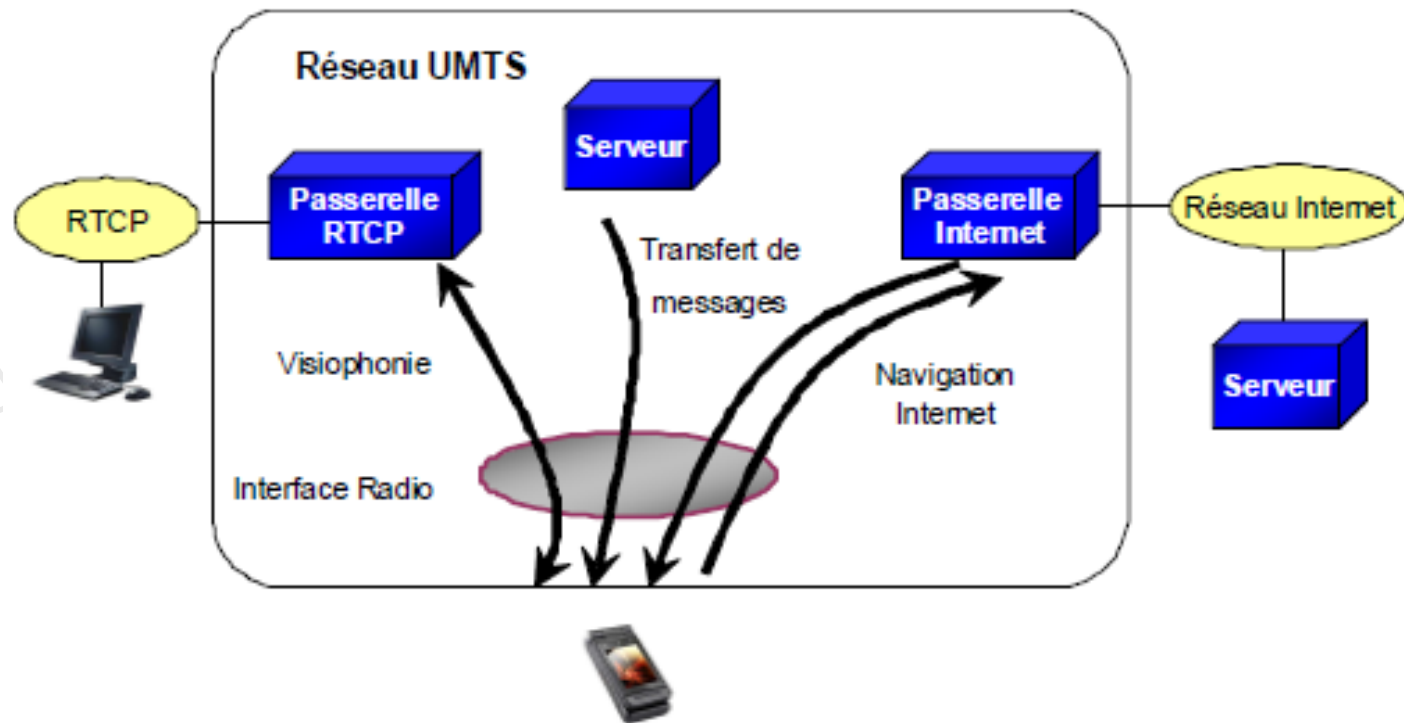 Réseau UMTS
Serveur
Passerelle
RTCP
Passerelle
Internet
RTCP
Réseau Internet
Transfert de
messages
Visiophonie
Navigation
Internet
Serveur
Interface Radio